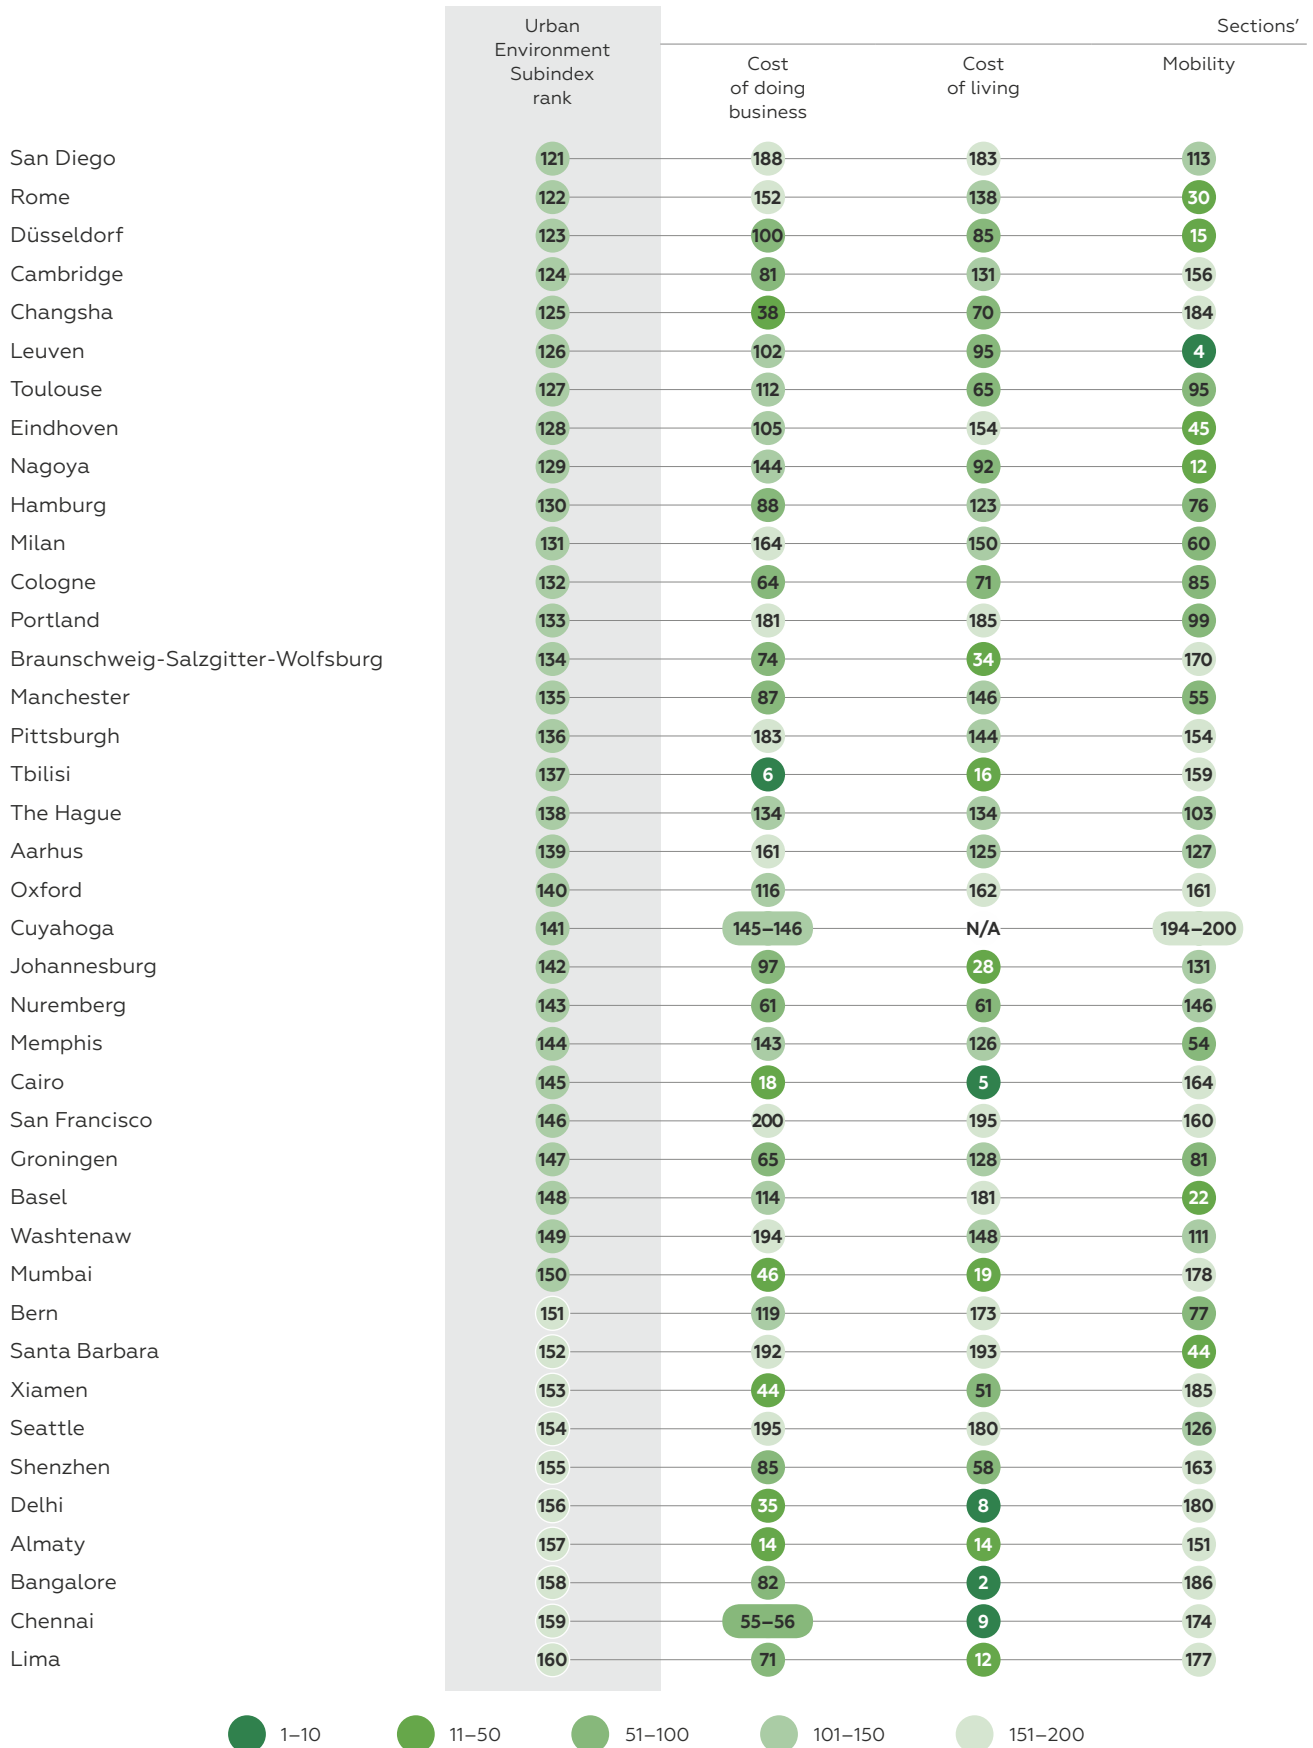 Urban
Environment
Subindex
rank
Sections’
Cost
of doing
business
Cost
of living
Mobility
San Diego 121 188 183 113
Rome 122 152 138 30
Düsseldorf 123 100 85 15
Cambridge 124 81 131 156
Changsha 125 38 70 184
Leuven 126 102 95 4
Toulouse 127 112 65 95
Eindhoven 128 105 154 45
Nagoya 129 144 92 12
Hamburg 130 88 123 76
Milan 131 164 150 60
Cologne 132 64 71 85
Portland 133 181 185 99
Braunschweig-Salzgitter-Wolfsburg 134 74 34 170
Manchester 135 87 146 55
Pittsburgh 136 183 144 154
Tbilisi 137 6 16 159
The Hague 138 134 134 103
Aarhus 139 161 125 127
Oxford 140 116 162 161
Cuyahoga 141 145–146 N/A 194–200
Johannesburg 142 97 28 131
Nuremberg 143 61 61 146
Memphis 144 143 126 54
Cairo 145 18 5 164
San Francisco 146 200 195 160
Groningen 147 65 128 81
Basel 148 114 181 22
Washtenaw 149 194 148 111
Mumbai 150 46 19 178
Bern 151 119 173 77
Santa Barbara 152 192 193 44
Xiamen 153 44 51 185
Seattle 154 195 180 126
Shenzhen 155 85 58 163
Delhi 156 35 8 180
Almaty 157 14 14 151
Bangalore 158 82 2 186
Chennai 159 55–56 9 174
Lima 160 71 12 177
1–10 11–50 51–100 101–150 151–200